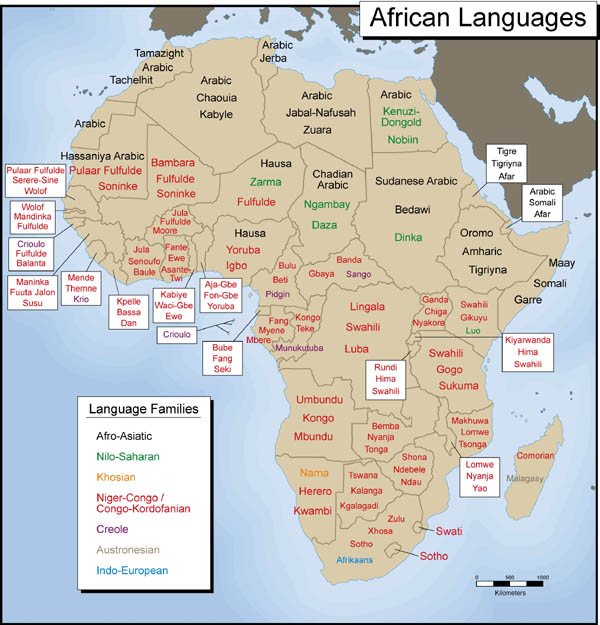 African Languages
Tamazight
Arabic
Tachelhit
Arabic
Jerba
Arabic
Chaouia
Kabyle
Arabic
Jabal-Nafusah
Zuara
Arabic
Kenuzi-
Dongold
Nobiin
Arabic
Hassaniya Arabic
Pulaar Fulfulde
Soninke
Bambara
Fulfulde
Soninke
Hausa
Zarma
Fulfulde
Chadian
Arabic
Ngambay
Daza
Sudanese Arabic
Bedawi
Dinka
Tigre
Tigriyna
Afar
Arabic
Somali
Afar
Pulaar Fulfulde
Serere-Sine
Wolof
Wolof
Mandinka
Fulfulde
Crioulo
Fulfulde
Balanta
Maninka
Fuuta Jalon
Susu
Mende
Themne
Krio
Kpelle
Bassa
Dan
Jula
Senoufo
Baule
Jula
Fulfulde
Moore
Fante
Ewe
Asante-
Twi
Kabiye
Waci-Gbe
Ewe
Aja-Gbe
Fon-Gbe
Yoruba
Hausa
Yoruba
Igbo
Bulu
Beti
Pidgin
Banda
Gbaya
Sango
Oromo
Amharic
Tigriyna
Maay
Somali
Garre
Crioulo
Bube
Fang
Seki
Fang
Myene
Mbere
Kongo
Teke
Munukutuba
Lingala
Swahili
Luba
Ganda
Chiga
Nyakore
Swahili
Gikuyu
Luo
Kiyarwanda
Hima
Swahili
Rundi
Hima
Swahili
Swahili
Gogo
Sukuma
Umbundu
Kongo
Mbundu
Bemba
Nyanja
Tonga
Makhuwa
Lomwe
Tsonga
Lomwe
Nyanja
Yao
Comorian
Malagasy
Nama
Herero
Kwambi
Tswana
Kalanga
Kgalagadi
Shona
Ndebele
Ndau
Zulu
Xhosa
Sotho
Afrikaans
Swati
Sotho
Language Families
Afro-Asiatic
Nilo-Saharan
Khosian
Niger-Congo /
Congo-Kordofanian
Creole
Austronesian
Indo-European
0
500
1000
Kilometers